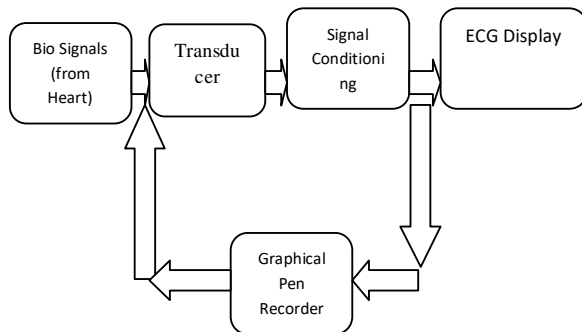 Bio Signals
(from
Heart)
Transdu
cer
Signal
Conditioni
ng
ECG Display
Graphical
Pen
Recorder